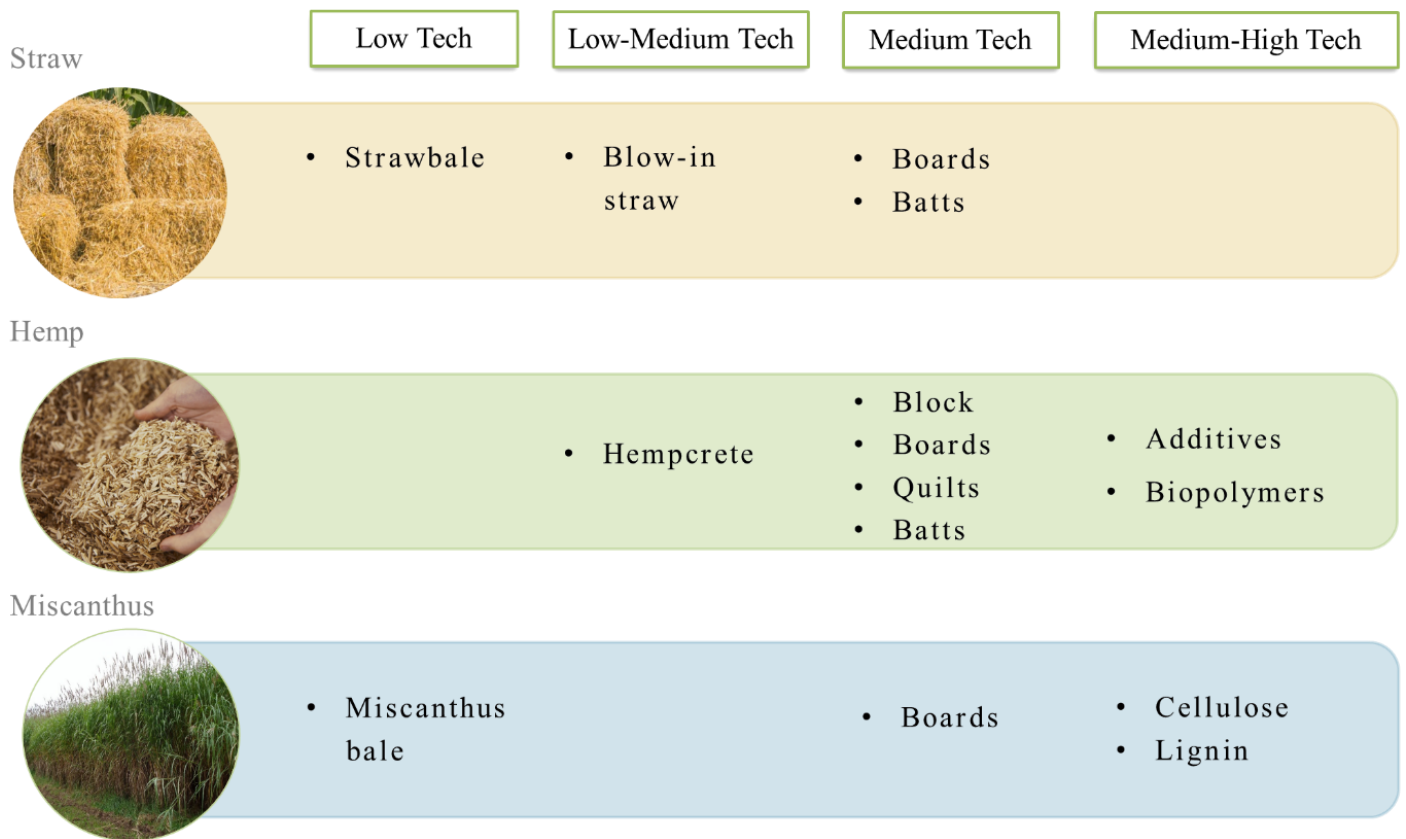 Low Tech
Low-Medium Tech
Medium Tech
Medium-High Tech
Straw
• Strawbale
• Blow-in
straw
• Boards
• Batts
Hemp
• Hempcrete
• Block
• Boards
• Quilts
• Batts
• Additives
• Biopolymers
Miscanthus
• Miscanthus
bale
• Boards
• Cellulose
• Lignin